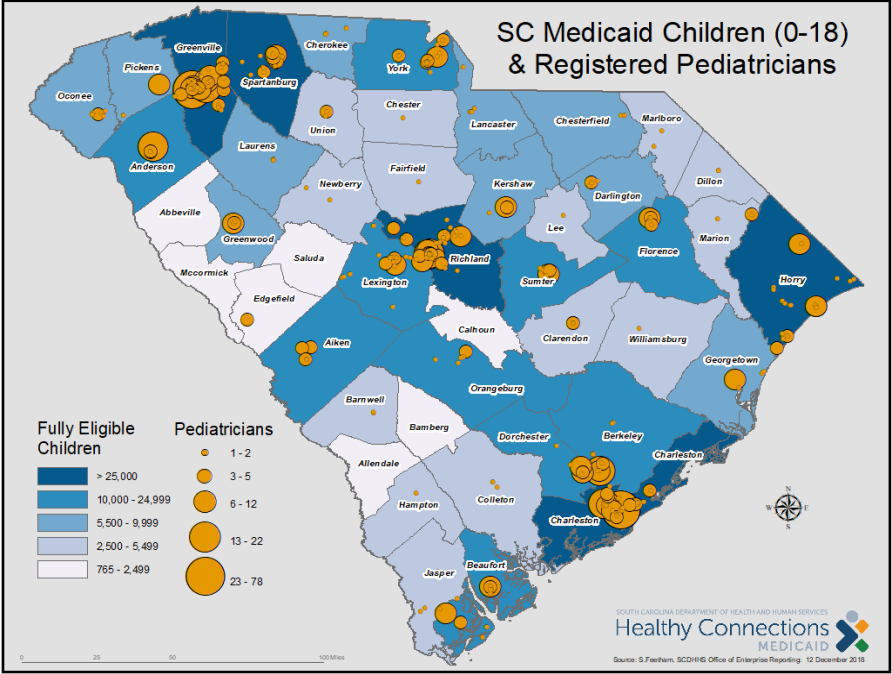 SC Medicaid Children (0-18)
& Registered Pediatricians
Cherokee
Greenville
Spartanburg
York
Pickens
Oconee
Chester
Lancaster
Chesterfield
Marlboro
Union
Laurens
Anderson
Fairfield
Dillon
Newberry
Kershaw
Darlington
Abbeville
Greenwood
Lee
Marion
Florence
Saluda
Richland
Mccormick
Lexington
Sumter
Horry
Edgefield
Calhoun
Clarendon
Williamsburg
Aiken
Georgetown
Orangeburg
Barnwell
Bamberg
Dorchester
Berkeley
Charleston
Allendale
Hampton
Colleton
Charleston
Jasper
Beaufort
Fully Eligible
Children
> 25,000
10,000 - 24,999
5,500 - 9,999
2,500 - 5,499
765 - 2,499
Pediatricians
1 - 2
3 - 5
6 - 12
13 - 22
23 - 78
N
W E
S
0 25 50 100 Miles
SOUTH CAROLINA DEPARTMENT OF HEALTH AND HUMAN SERVICES
Healthy Connections
MEDICAID
Source: S.Feetham, SCDHHS Office of Enterprise Reporting: 12 December 2018